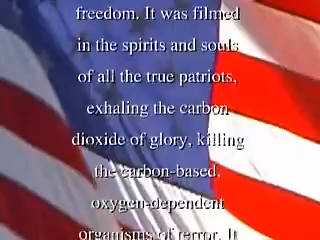 freedom. It was filmed
in the spirits and souls
of all the true patriots,
exhaling the carbon
dioxide of glory, killing
the carbon-based,
oxygen-dependent
organisms of terror. It